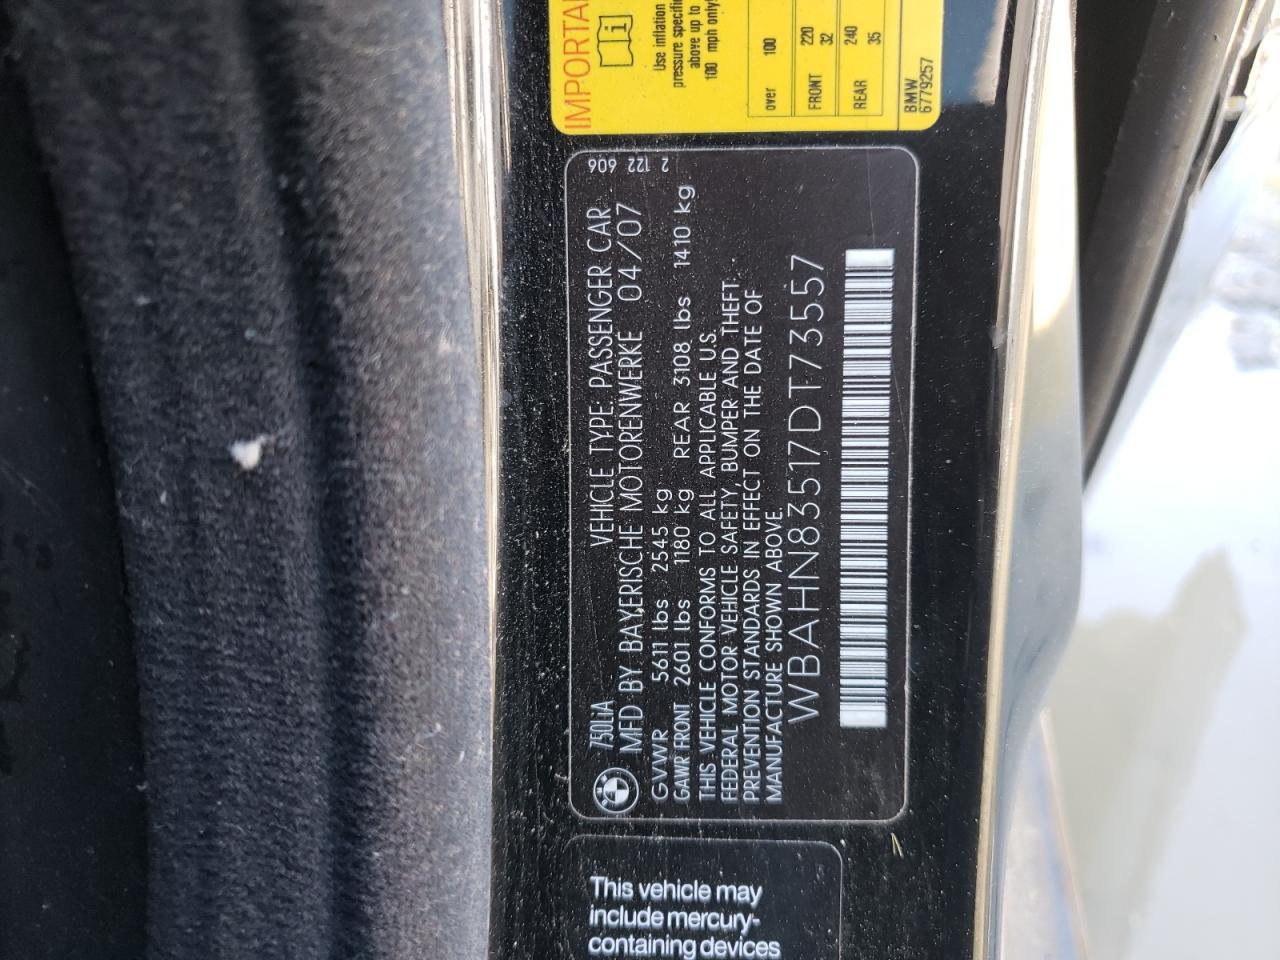 IMPORTA
Use inflation
pressure specifi
above up to
100 mph only
over 100
FRONT 220 32
REAR 240 35
BMW
6779257
2 122 606
750LiA VEHICLE TYPE: PASSENGER CAR
MFD BY BAYERISCHE MOTORENWERKE 04/07
GVWR 5611 lbs 2545 kg
GAWR FRONT 2601 lbs 1180 kg REAR 3108 lbs 1410 kg
THIS VEHICLE CONFORMS TO ALL APPLICABLE U.S.
FEDERAL MOTOR VEHICLE SAFETY, BUMPER AND THEFT
PREVENTION STANDARDS IN EFFECT ON THE DATE OF
MANUFACTURE SHOWN ABOVE.
WBAHN83517DT73557
This vehicle may
include mercury-
containing devices